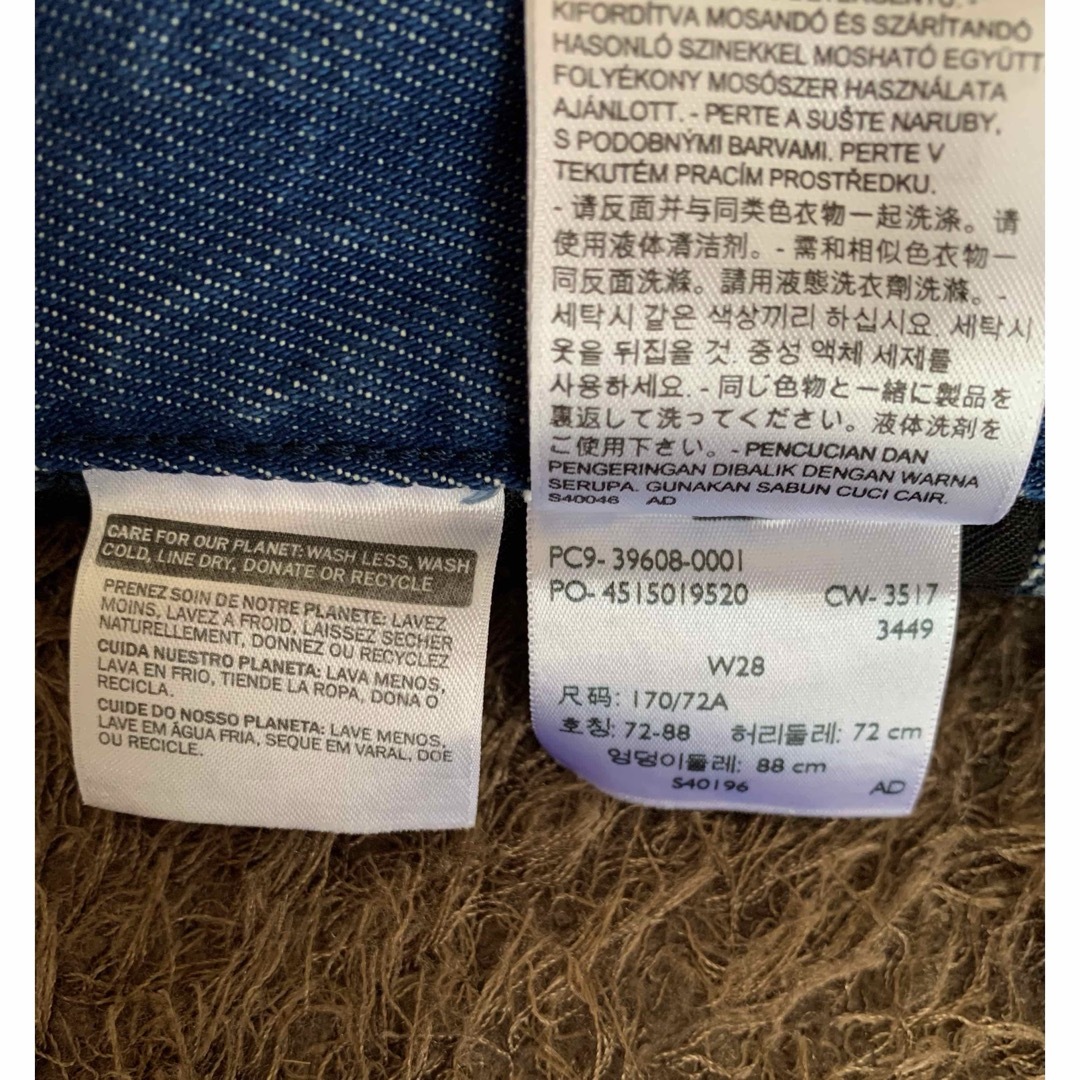 KIFORDÍTVA MOSANDÓ ÉS SZÁRÍTANDÓ
HASONLÓ SZINEKKEL MOSHATÓ EGYÜTT
FOLYÉKONY MOSÓSZER HASZNÁLATA
AJÁNLOTT. - PERTE A SUŠTE NARUBY,
S PODOBNÝMI BARVAMI. PERTE V
TEKUTÉM PRACÍM PROSTŘEDKU.
- 请反面并与同类色衣物一起洗涤。请
使用液体清洁剂。- 需和相似色衣物一
同反面洗滌。請用液態洗衣劑洗滌。-
세탁시 같은 색상끼리 하십시요. 세탁시
옷을 뒤집을 것. 중성 액체 세제를
사용하세요. - 同じ色物と一緒に製品を
裏返して洗ってください。液体洗剤を
ご使用下さい。- PENCUCIAN DAN
PENGERINGAN DIBALIK DENGAN WARNA
SERUPA. GUNAKAN SABUN CUCI CAIR.
S40046 AD
CARE FOR OUR PLANET: WASH LESS, WASH
COLD, LINE DRY, DONATE OR RECYCLE
PRENEZ SOIN DE NOTRE PLANETE: LAVEZ
MOINS, LAVEZ A FROID, LAISSEZ SECHER
NATURELLEMENT, DONNEZ OU RECYCLEZ
CUIDA NUESTRO PLANETA: LAVA MENOS,
LAVA EN FRIO, TIENDE LA ROPA, DONA O
RECICLA.
CUIDE DO NOSSO PLANETA: LAVE MENOS,
LAVE EM ÁGUA FRIA, SEQUE EM VARAL, DOE
OU RECICLE.
PC9- 39608-0001
PO- 4515019520 CW- 3517
3449
W28
尺码: 170/72A
호칭: 72-88 허리둘레: 72 cm
엉덩이둘레: 88 cm
S40196 AD